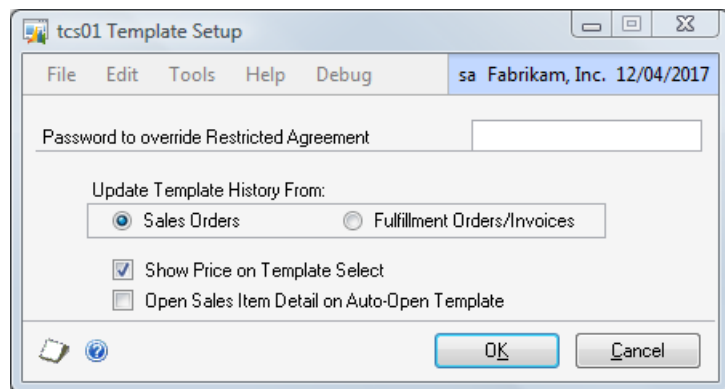 tcs01 Template Setup
File Edit Tools Help Debug sa Fabrikam, Inc. 12/04/2017
Password to override Restricted Agreement
Update Template History From:
Sales Orders Fulfillment Orders/Invoices
Show Price on Template Select
Open Sales Item Detail on Auto-Open Template
OK Cancel